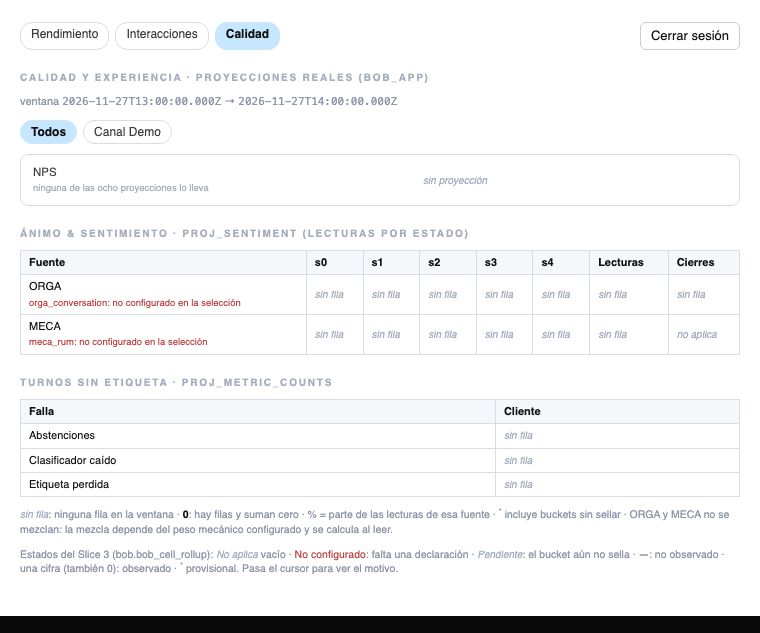 Rendimiento Interacciones Calidad Cerrar sesión
CALIDAD Y EXPERIENCIA · PROYECCIONES REALES (BOB_APP)
ventana 2026-11-27T13:00:00.000Z → 2026-11-27T14:00:00.000Z
Todos Canal Demo
NPS
ninguna de las ocho proyecciones lo lleva
sin proyección
ÁNIMO & SENTIMIENTO · PROJ_SENTIMENT (LECTURAS POR ESTADO)
Fuente s0 s1 s2 s3 s4 Lecturas Cierres
ORGA
orga_conversation: no configurado en la selección
sin fila sin fila sin fila sin fila sin fila sin fila sin fila
MECA
meca_rum: no configurado en la selección
sin fila sin fila sin fila sin fila sin fila sin fila no aplica
TURNOS SIN ETIQUETA · PROJ_METRIC_COUNTS
Falla Cliente
Abstenciones sin fila
Clasificador caído sin fila
Etiqueta perdida sin fila
sin fila: ninguna fila en la ventana · 0: hay filas y suman cero · % = parte de las lecturas de esa fuente · * incluye buckets sin sellar · ORGA y MECA no se
mezclan: la mezcla depende del peso mecánico configurado y se calcula al leer.
Estados del Slice 3 (bob.bob_cell_rollup): No aplica vacío · No configurado: falta una declaración · Pendiente: el bucket aún no sella · —: no observado ·
una cifra (también 0): observado · * provisional. Pasa el cursor para ver el motivo.